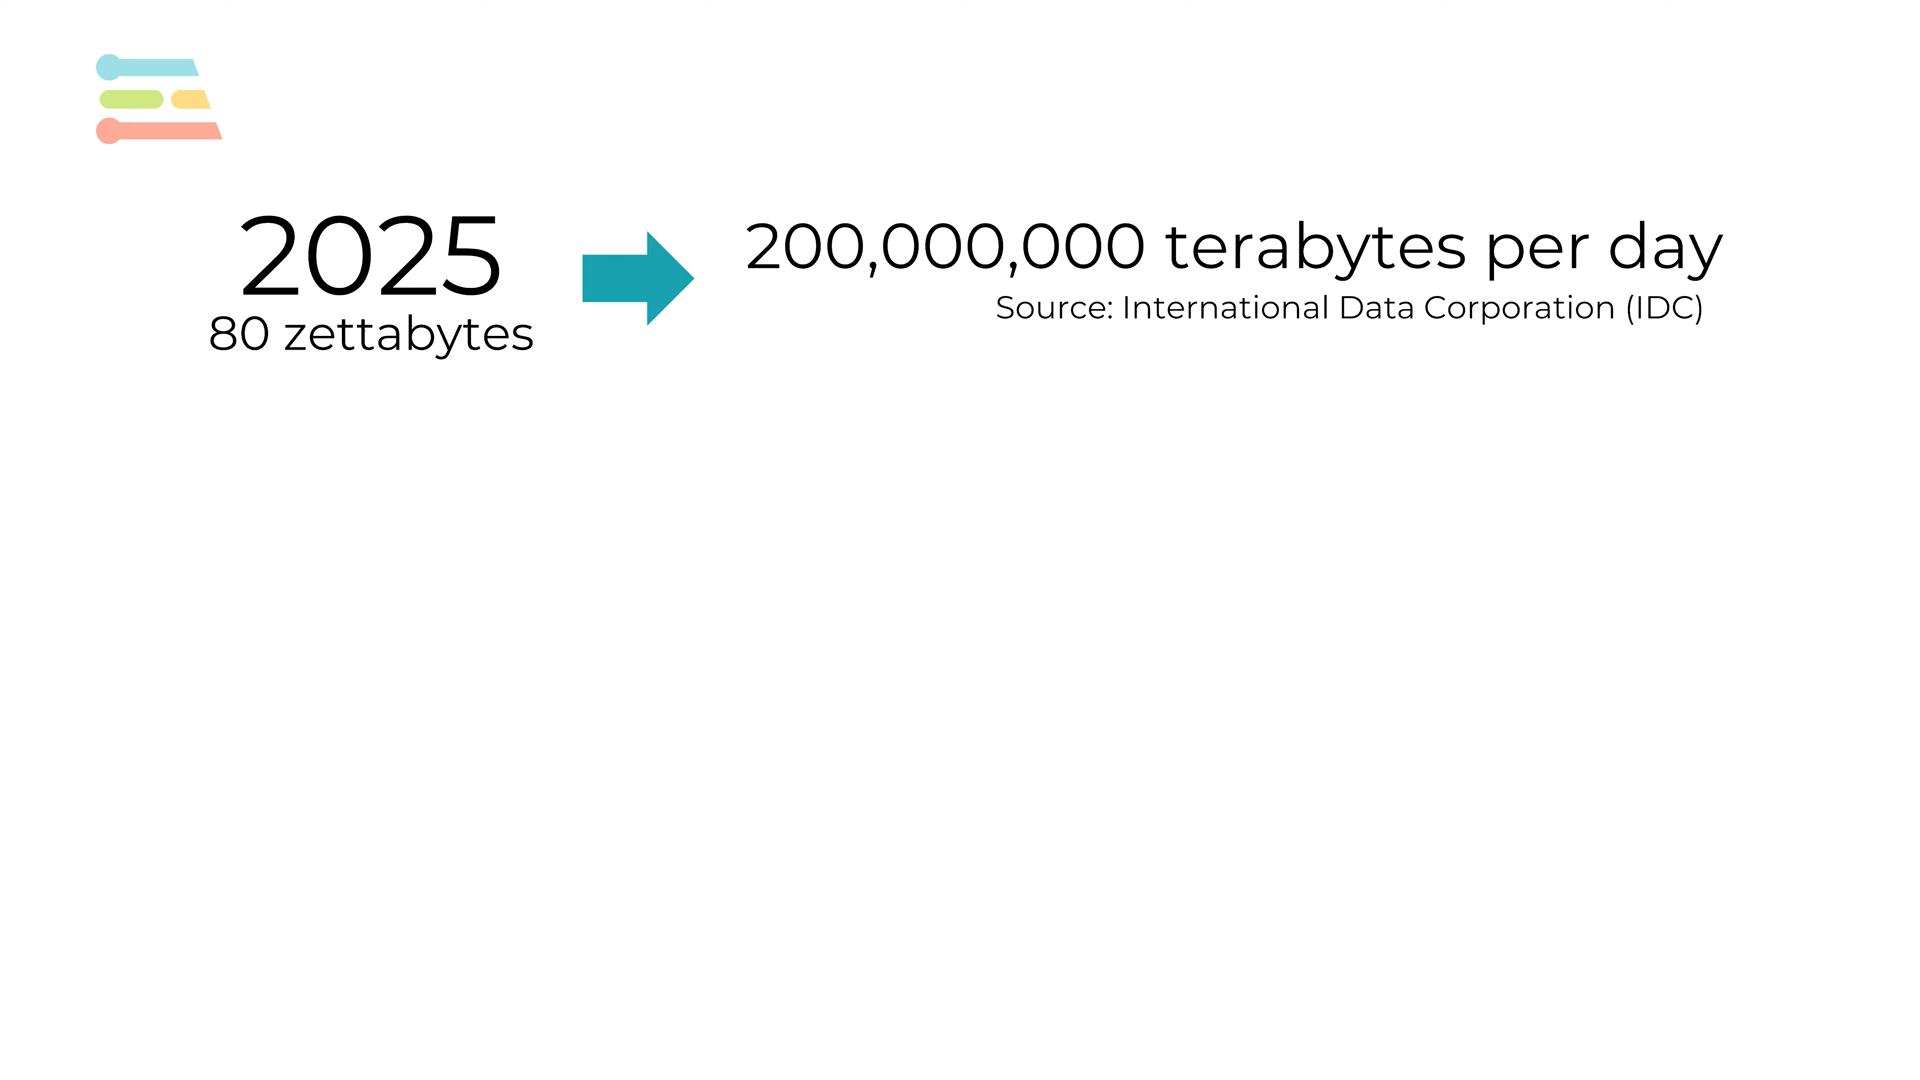 2025
80 zettabytes
200,000,000 terabytes per day
Source: International Data Corporation (IDC)